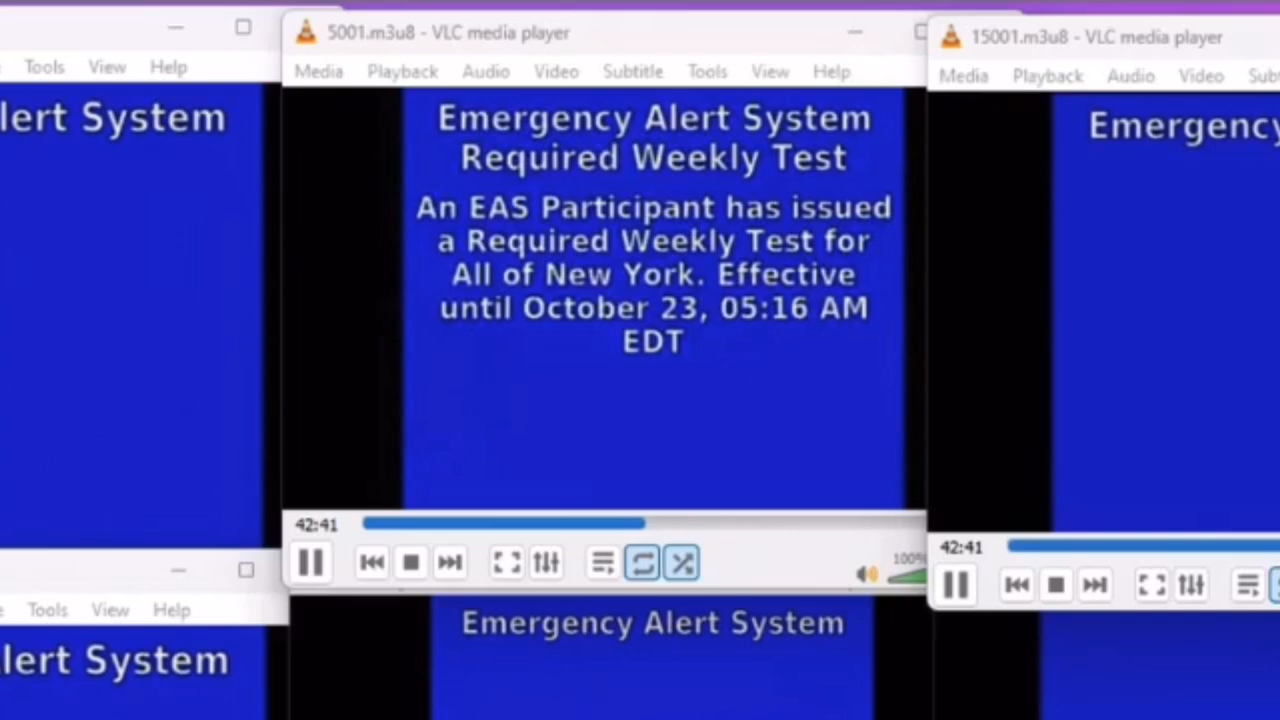 5001.m3u8 - VLC media player
15001.m3u8 - VLC media player
Tools View Help
Media Playback Audio Video Subtitle Tools View Help
Media Playback Audio Video Subt
lert System
Emergency Alert System
Required Weekly Test
An EAS Participant has issued
a Required Weekly Test for
All of New York. Effective
until October 23, 05:16 AM
EDT
Emergency
42:41
100%
42:41
Tools View Help
lert System
Emergency Alert System